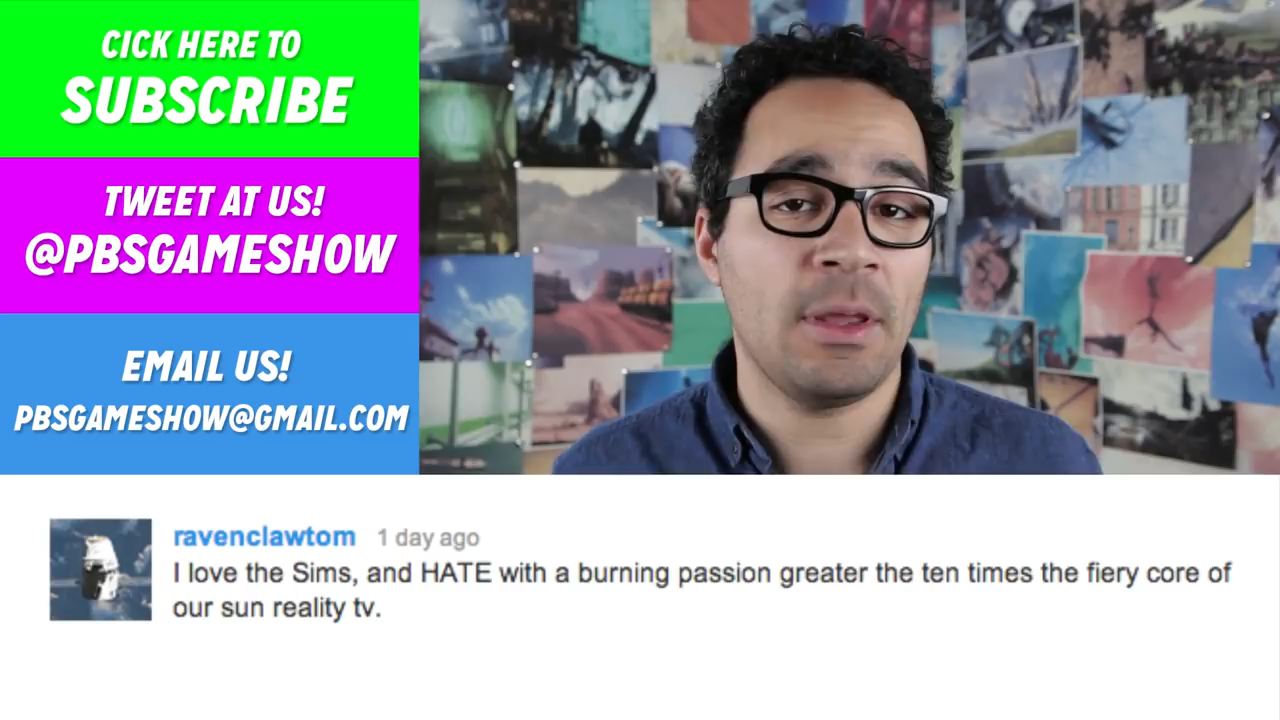 CICK HERE TO
SUBSCRIBE
TWEET AT US!
@PBSGAMESHOW
EMAIL US!
PBSGAMESHOW@GMAIL.COM
ravenclawtom 1 day ago
I love the Sims, and HATE with a burning passion greater the ten times the fiery core of
our sun reality tv.